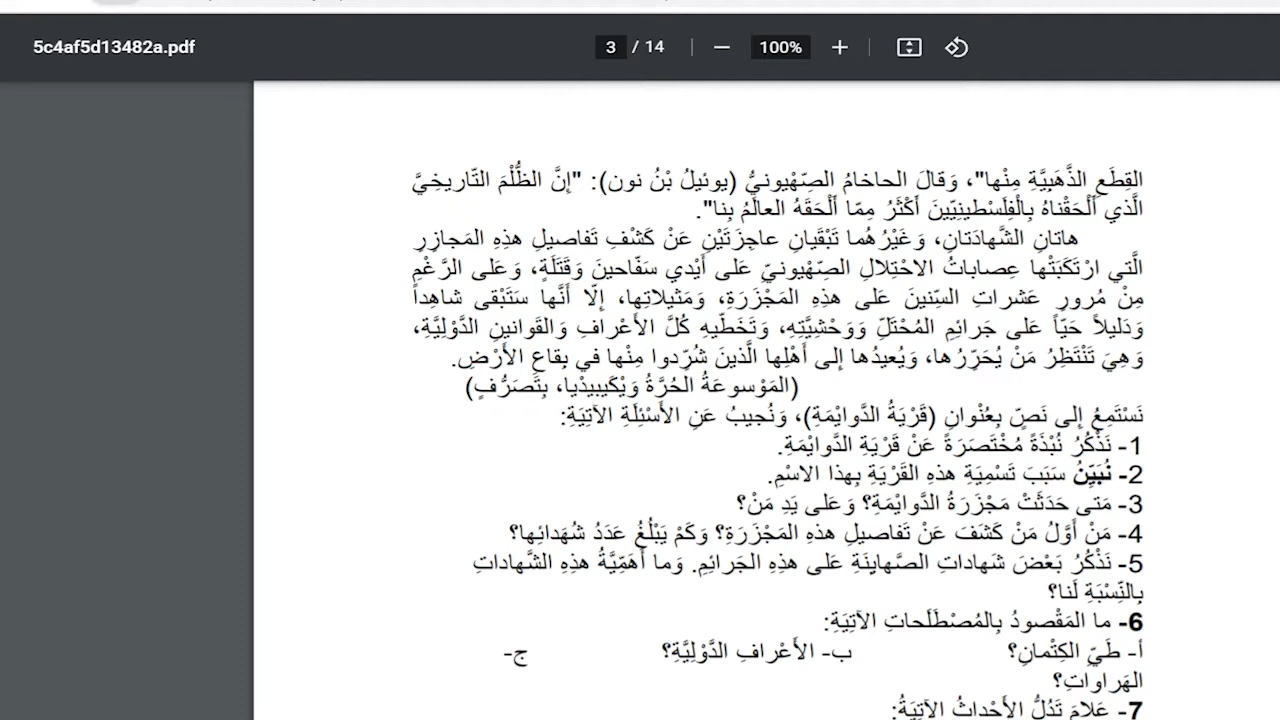 5c4af5d13482a.pdf
3 / 14
100%
القِطَعِ الذَّهَبِيَّةِ مِنْها"، وَقالَ الحاخامُ الصِّهْيونيُّ (يوئيلُ بْنُ نون): "إنَّ الظُّلْمَ التّاريخِيَّ
الَّذي أَلْحَقْناهُ بِالْفِلَسْطينِيّينَ أَكْثَرُ مِمّا أَلْحَقَهُ العالَمُ بِنا".
هاتانِ الشَّهادَتانِ، وَغَيْرُهُما تَبْقَيانِ عاجِزَتَيْنِ عَنْ كَشْفِ تَفاصيلِ هذِهِ المَجازِرِ
الَّتي ارْتَكَبَتْها عِصاباتُ الاحْتِلالِ الصِّهْيونيّ عَلى أَيْدي سَفّاحينَ وَقَتَلَةٍ، وَعَلى الرَّغْمِ
مِنْ مُرورِ عَشَراتِ السِّنينَ عَلى هذِهِ المَجْزَرَةِ، وَمَثيلاتِها، إلّا أَنَّها سَتَبْقى شاهِداً
وَدَليلاً حَيّاً عَلى جَرائِمِ المُحْتَلِّ وَوَحْشِيَّتِهِ، وَتَخَطّيهِ كُلَّ الأَعْرافِ وَالقَوانينِ الدَّوْلِيَّةِ،
وَهِيَ تَنْتَظِرُ مَنْ يُحَرِّرُها، وَيُعيدُها إلى أَهْلِها الَّذينَ شُرِّدوا مِنْها في بِقاعِ الأَرْضِ.
(المَوْسوعَةُ الحُرَّةُ وَيْكَيبيدْيا، بِتَصَرُّفٍ)
نَسْتَمِعُ إلى نَصٍّ بِعُنْوانِ (قَرْيَةُ الدَّوايْمَةِ)، وَنُجيبُ عَنِ الأَسْئِلَةِ الآتِيَةِ:
1- نَذْكُرُ نُبْذَةً مُخْتَصَرَةً عَنْ قَرْيَةِ الدَّوايْمَةِ.
2- نُبَيِّنُ سَبَبَ تَسْمِيَةِ هذِهِ القَرْيَةِ بِهذا الاسْمِ.
3- مَتى حَدَثَتْ مَجْزَرَةُ الدَّوايْمَةِ؟ وَعَلى يَدِ مَنْ؟
4- مَنْ أَوَّلُ مَنْ كَشَفَ عَنْ تَفاصيلِ هذِهِ المَجْزَرَةِ؟ وَكَمْ يَبْلُغُ عَدَدُ شُهَدائِها؟
5- نَذْكُرُ بَعْضَ شَهاداتِ الصَّهايِنَةِ عَلى هذِهِ الجَرائِمِ. وَما أَهَمِّيَّةُ هذِهِ الشَّهاداتِ
بِالنِّسْبَةِ لَنا؟
6- ما المَقْصودُ بِالمُصْطَلَحاتِ الآتِيَةِ:
أ- طَيِّ الكِتْمانِ؟ ب- الأَعْرافِ الدَّوْلِيَّةِ؟ ج-
الهَراواتِ؟
7- عَلامَ تَدُلُّ الأَحْداثُ الآتِيَةُ: